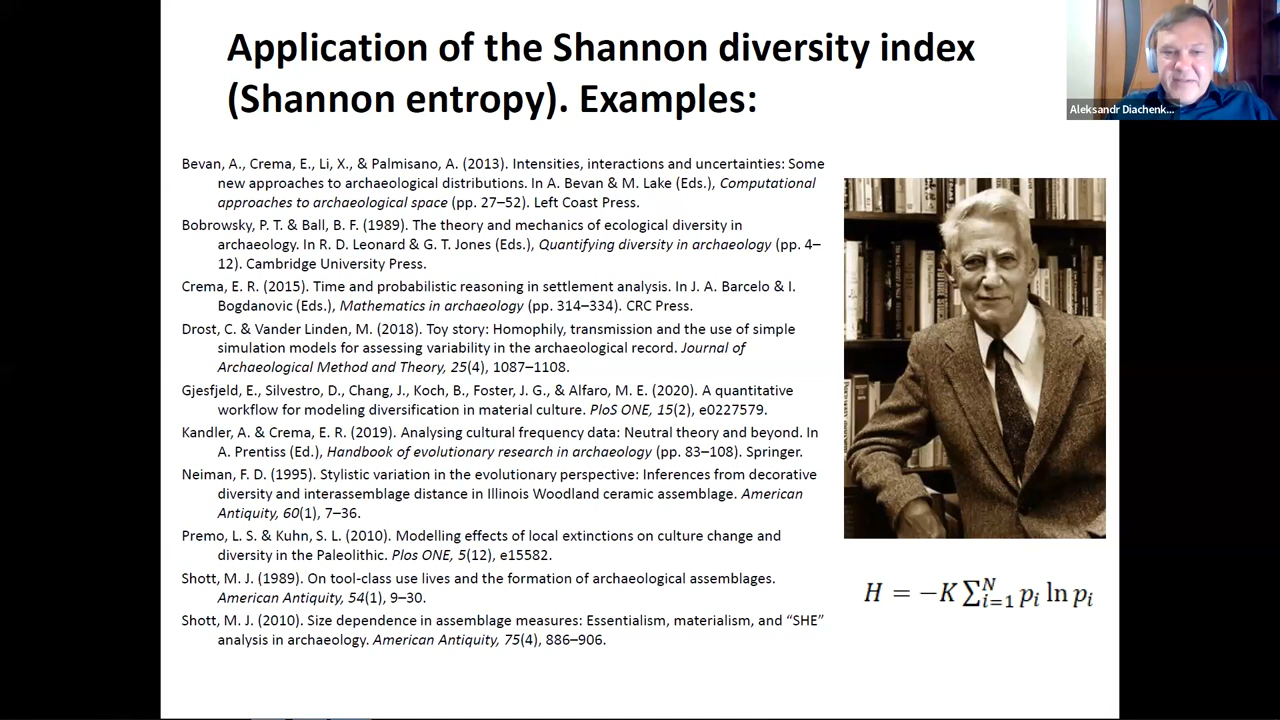 Application of the Shannon diversity index
(Shannon entropy). Examples:
Aleksandr Diachenk...
Bevan, A., Crema, E., Li, X., & Palmisano, A. (2013). Intensities, interactions and uncertainties: Some
new approaches to archaeological distributions. In A. Bevan & M. Lake (Eds.), Computational
approaches to archaeological space (pp. 27–52). Left Coast Press.
Bobrowsky, P. T. & Ball, B. F. (1989). The theory and mechanics of ecological diversity in
archaeology. In R. D. Leonard & G. T. Jones (Eds.), Quantifying diversity in archaeology (pp. 4–
12). Cambridge University Press.
Crema, E. R. (2015). Time and probabilistic reasoning in settlement analysis. In J. A. Barcelo & I.
Bogdanovic (Eds.), Mathematics in archaeology (pp. 314–334). CRC Press.
Drost, C. & Vander Linden, M. (2018). Toy story: Homophily, transmission and the use of simple
simulation models for assessing variability in the archaeological record. Journal of
Archaeological Method and Theory, 25(4), 1087–1108.
Gjesfjeld, E., Silvestro, D., Chang, J., Koch, B., Foster, J. G., & Alfaro, M. E. (2020). A quantitative
workflow for modeling diversification in material culture. PloS ONE, 15(2), e0227579.
Kandler, A. & Crema, E. R. (2019). Analysing cultural frequency data: Neutral theory and beyond. In
A. Prentiss (Ed.), Handbook of evolutionary research in archaeology (pp. 83–108). Springer.
Neiman, F. D. (1995). Stylistic variation in the evolutionary perspective: Inferences from decorative
diversity and interassemblage distance in Illinois Woodland ceramic assemblage. American
Antiquity, 60(1), 7–36.
Premo, L. S. & Kuhn, S. L. (2010). Modelling effects of local extinctions on culture change and
diversity in the Paleolithic. Plos ONE, 5(12), e15582.
Shott, M. J. (1989). On tool-class use lives and the formation of archaeological assemblages.
American Antiquity, 54(1), 9–30.
Shott, M. J. (2010). Size dependence in assemblage measures: Essentialism, materialism, and “SHE”
analysis in archaeology. American Antiquity, 75(4), 886–906.
H = −K ∑_{i=1}^{N} p_i ln p_i